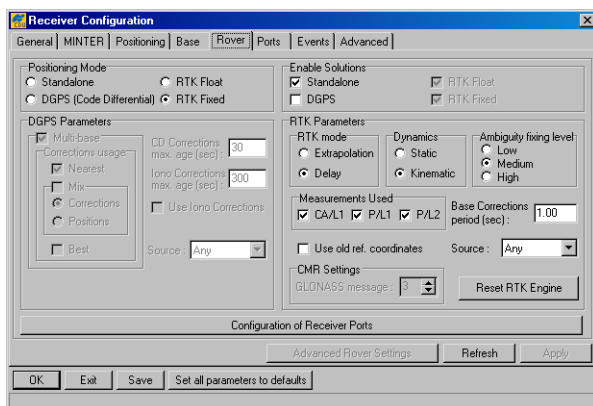 Receiver Configuration
General MINTER Positioning Base Rover Ports Events Advanced
Positioning Mode
Standalone RTK Float
DGPS (Code Differential) RTK Fixed
Enable Solutions
Standalone RTK Float
DGPS RTK Fixed
DGPS Parameters
Multi-base
Corrections usage
Nearest
Mix
Corrections
Positions
Best
CD Corrections
max. age (sec): 30
Iono Corrections
max. age (sec): 300
Use Iono Corrections
Source : Any
RTK Parameters
RTK mode
Extrapolation
Delay
Dynamics
Static
Kinematic
Ambiguity fixing level
Low
Medium
High
Measurements Used
CA/L1 P/L1 P/L2
Base Corrections
period (sec) : 1.00
Use old ref. coordinates
Source : Any
CMR Settings
GLONASS message : 3
Reset RTK Engine
Configuration of Receiver Ports
Advanced Rover Settings Refresh Apply
OK Exit Save Set all parameters to defaults